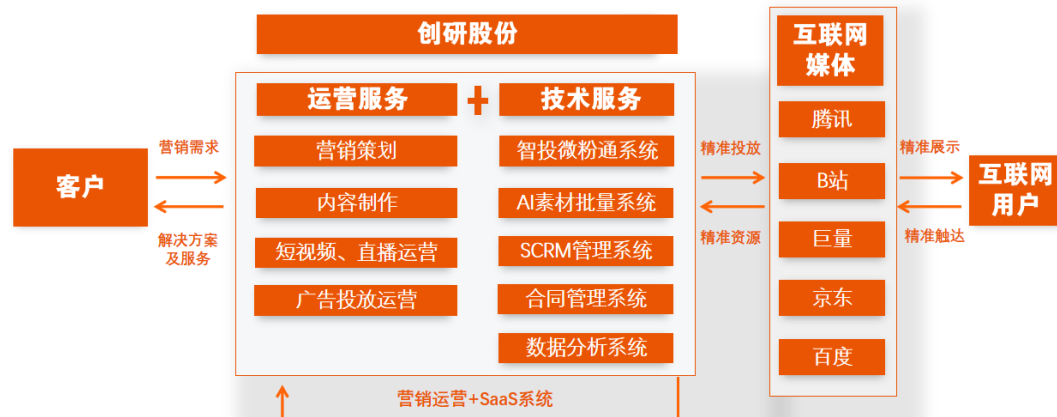 创研股份
互联网
媒体
运营服务
+
技术服务
营销策划
内容制作
短视频、直播运营
广告投放运营
智投微粉通系统
AI素材批量系统
SCRM管理系统
合同管理系统
数据分析系统
腾讯
B站
巨量
京东
百度
客户
营销需求
解决方案
及服务
精准投放
精准资源
精准展示
精准触达
互联网
用户
营销运营+SaaS系统